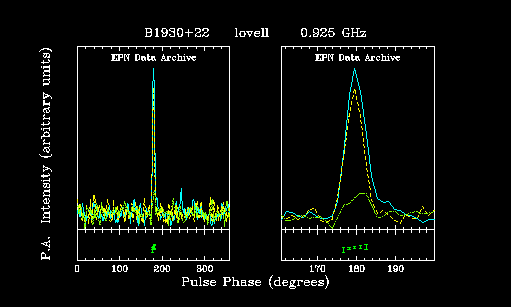 B1930+22 lovell 0.925 GHz
EPN Data Archive EPN Data Archive
P.A. Intensity (arbitrary units)
0 100 200 300 170 180 190
Pulse Phase (degrees)